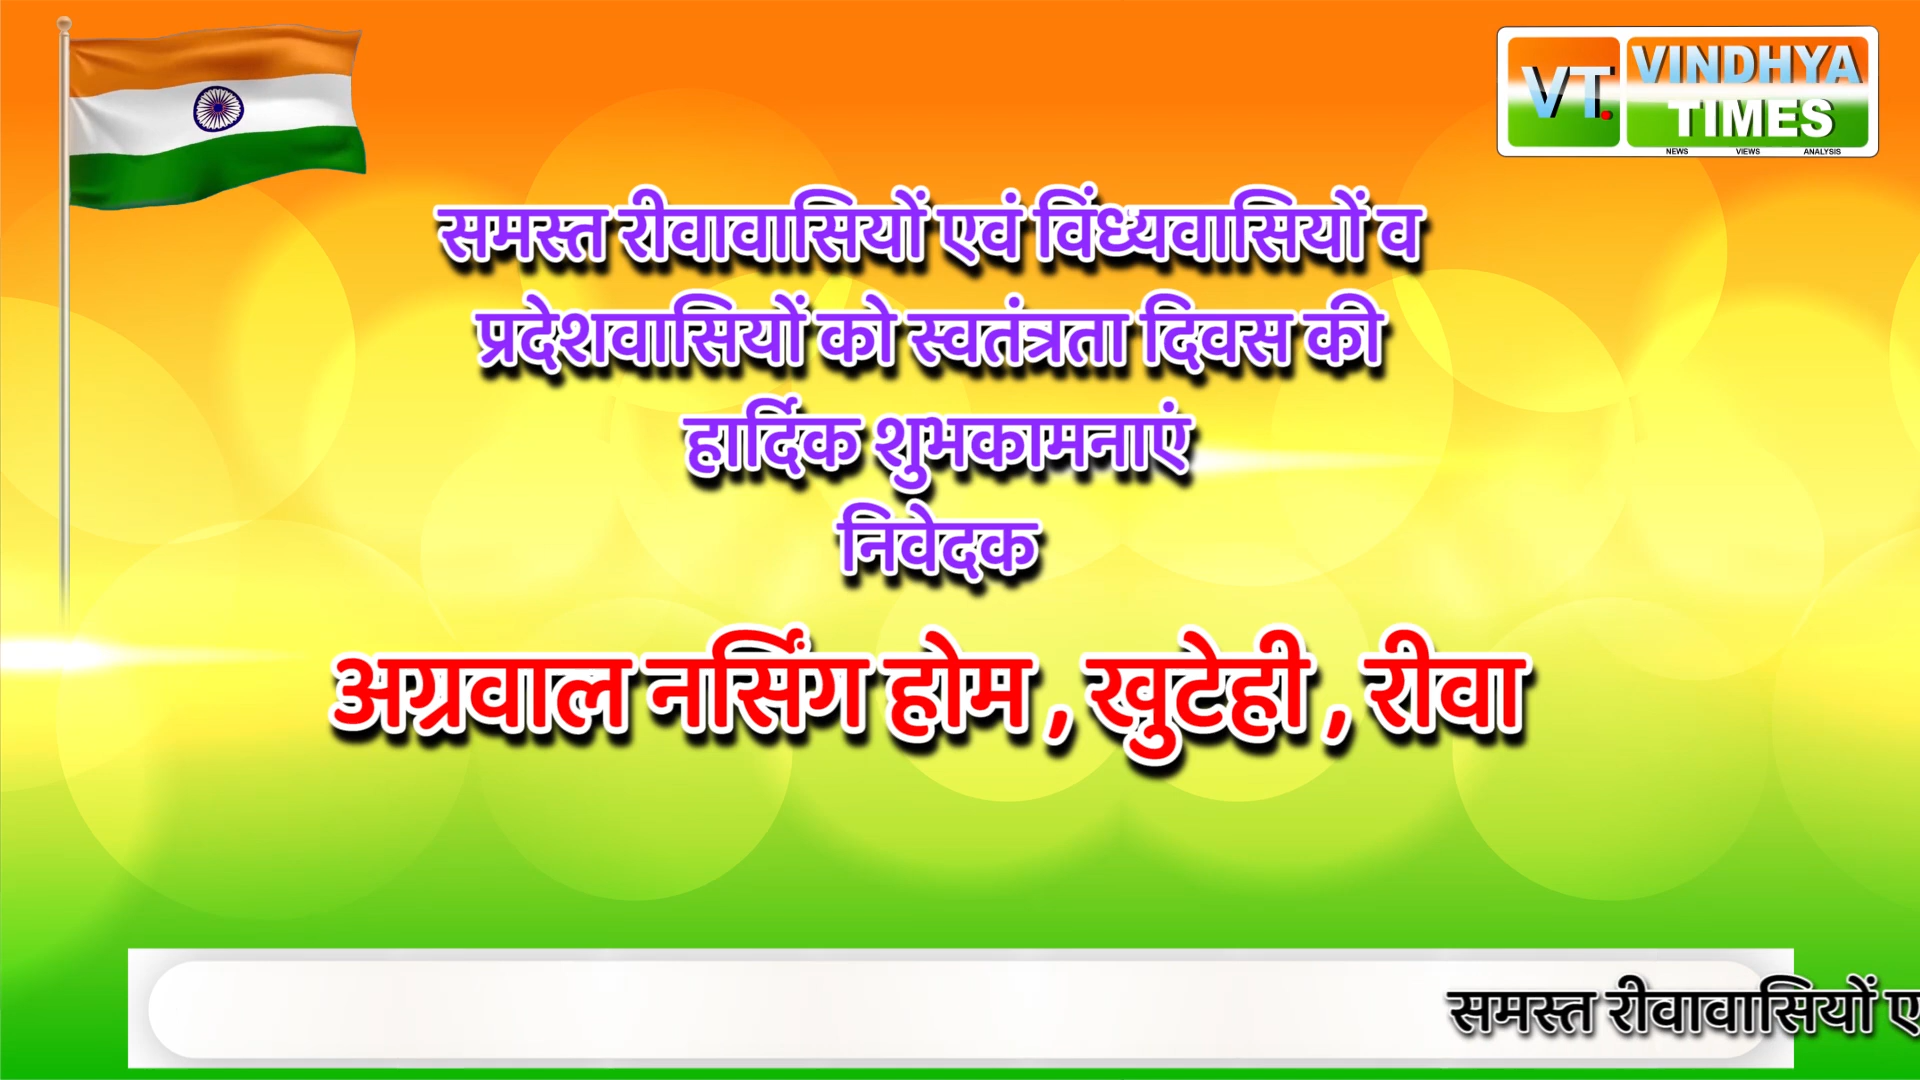 VT. VINDHYA
TIMES
NEWS VIEWS ANALYSIS
समस्त रीवावासियों एवं विंध्यवासियों व
प्रदेशवासियों को स्वतंत्रता दिवस की
हार्दिक शुभकामनाएं
निवेदक
अग्रवाल नर्सिंग होम , खुटेही , रीवा
समस्त रीवावासियों ए